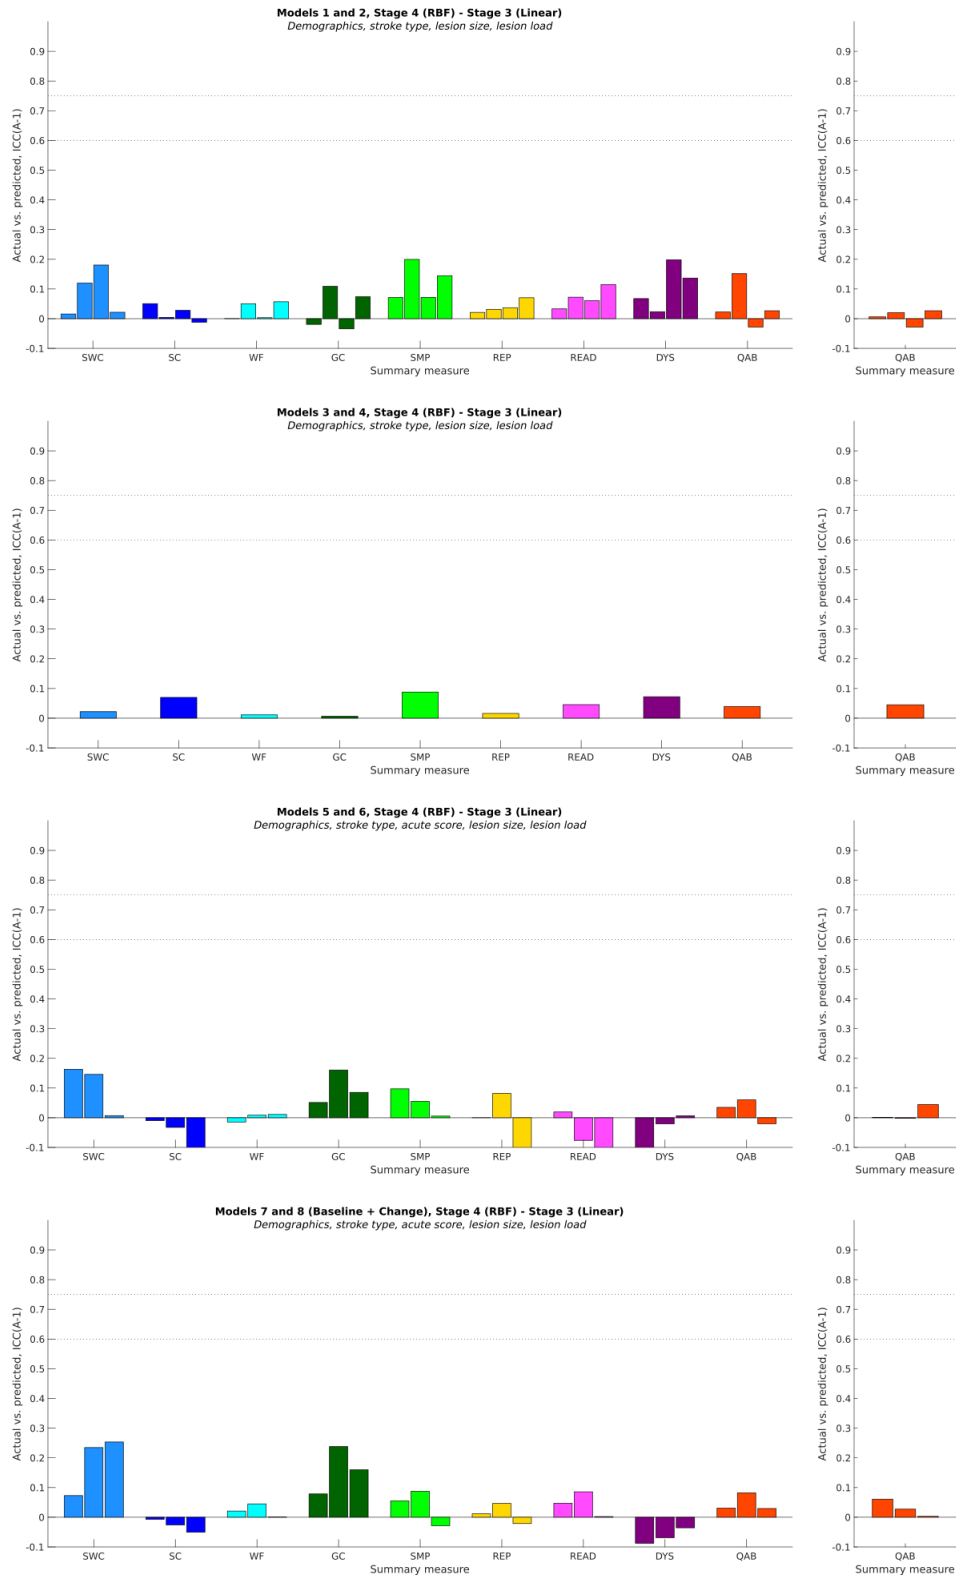 Models 1 and 2, Stage 4 (RBF) - Stage 3 (Linear)
Demographics, stroke type, lesion size, lesion load
Actual vs. predicted, ICC(A-1)
0.9
0.8
0.7
0.6
0.5
0.4
0.3
0.2
0.1
0
-0.1
SWC SC WF GC SMP REP READ DYS QAB
Summary measure
Actual vs. predicted, ICC(A-1)
0.9
0.8
0.7
0.6
0.5
0.4
0.3
0.2
0.1
0
-0.1
QAB
Summary measure
Models 3 and 4, Stage 4 (RBF) - Stage 3 (Linear)
Demographics, stroke type, lesion size, lesion load
Actual vs. predicted, ICC(A-1)
0.9
0.8
0.7
0.6
0.5
0.4
0.3
0.2
0.1
0
-0.1
SWC SC WF GC SMP REP READ DYS QAB
Summary measure
Actual vs. predicted, ICC(A-1)
0.9
0.8
0.7
0.6
0.5
0.4
0.3
0.2
0.1
0
-0.1
QAB
Summary measure
Models 5 and 6, Stage 4 (RBF) - Stage 3 (Linear)
Demographics, stroke type, acute score, lesion size, lesion load
Actual vs. predicted, ICC(A-1)
0.9
0.8
0.7
0.6
0.5
0.4
0.3
0.2
0.1
0
-0.1
SWC SC WF GC SMP REP READ DYS QAB
Summary measure
Actual vs. predicted, ICC(A-1)
0.9
0.8
0.7
0.6
0.5
0.4
0.3
0.2
0.1
0
-0.1
QAB
Summary measure
Models 7 and 8 (Baseline + Change), Stage 4 (RBF) - Stage 3 (Linear)
Demographics, stroke type, acute score, lesion size, lesion load
Actual vs. predicted, ICC(A-1)
0.9
0.8
0.7
0.6
0.5
0.4
0.3
0.2
0.1
0
-0.1
SWC SC WF GC SMP REP READ DYS QAB
Summary measure
Actual vs. predicted, ICC(A-1)
0.9
0.8
0.7
0.6
0.5
0.4
0.3
0.2
0.1
0
-0.1
QAB
Summary measure